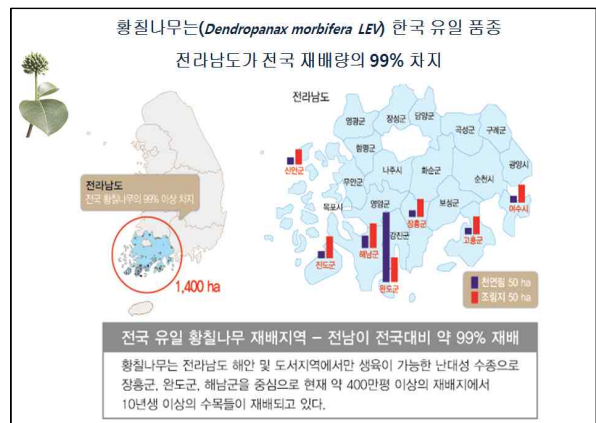 황칠나무는(Dendropanax morbifera LEV) 한국 유일 품종
전라남도가 전국 재배량의 99% 차지
전라남도
전국 황칠나무의 99% 이상 차지
1,400 ha
전라남도
영광군
장성군
담양군
곡성군
구례군
함평군
광양시
신안군
나주시
화순군
순천시
무안군
여수시
목포시
영암군
장흥군
보성군
강진군
고흥군
진도군
해남군
완도군
천연림 50 ha
조림지 50 ha
전국 유일 황칠나무 재배지역 – 전남이 전국대비 약 99% 재배
황칠나무는 전라남도 해안 및 도서지역에서만 생육이 가능한 난대성 수종으로
장흥군, 완도군, 해남군을 중심으로 현재 약 400만평 이상의 재배지에서
10년생 이상의 수목들이 재배되고 있다.